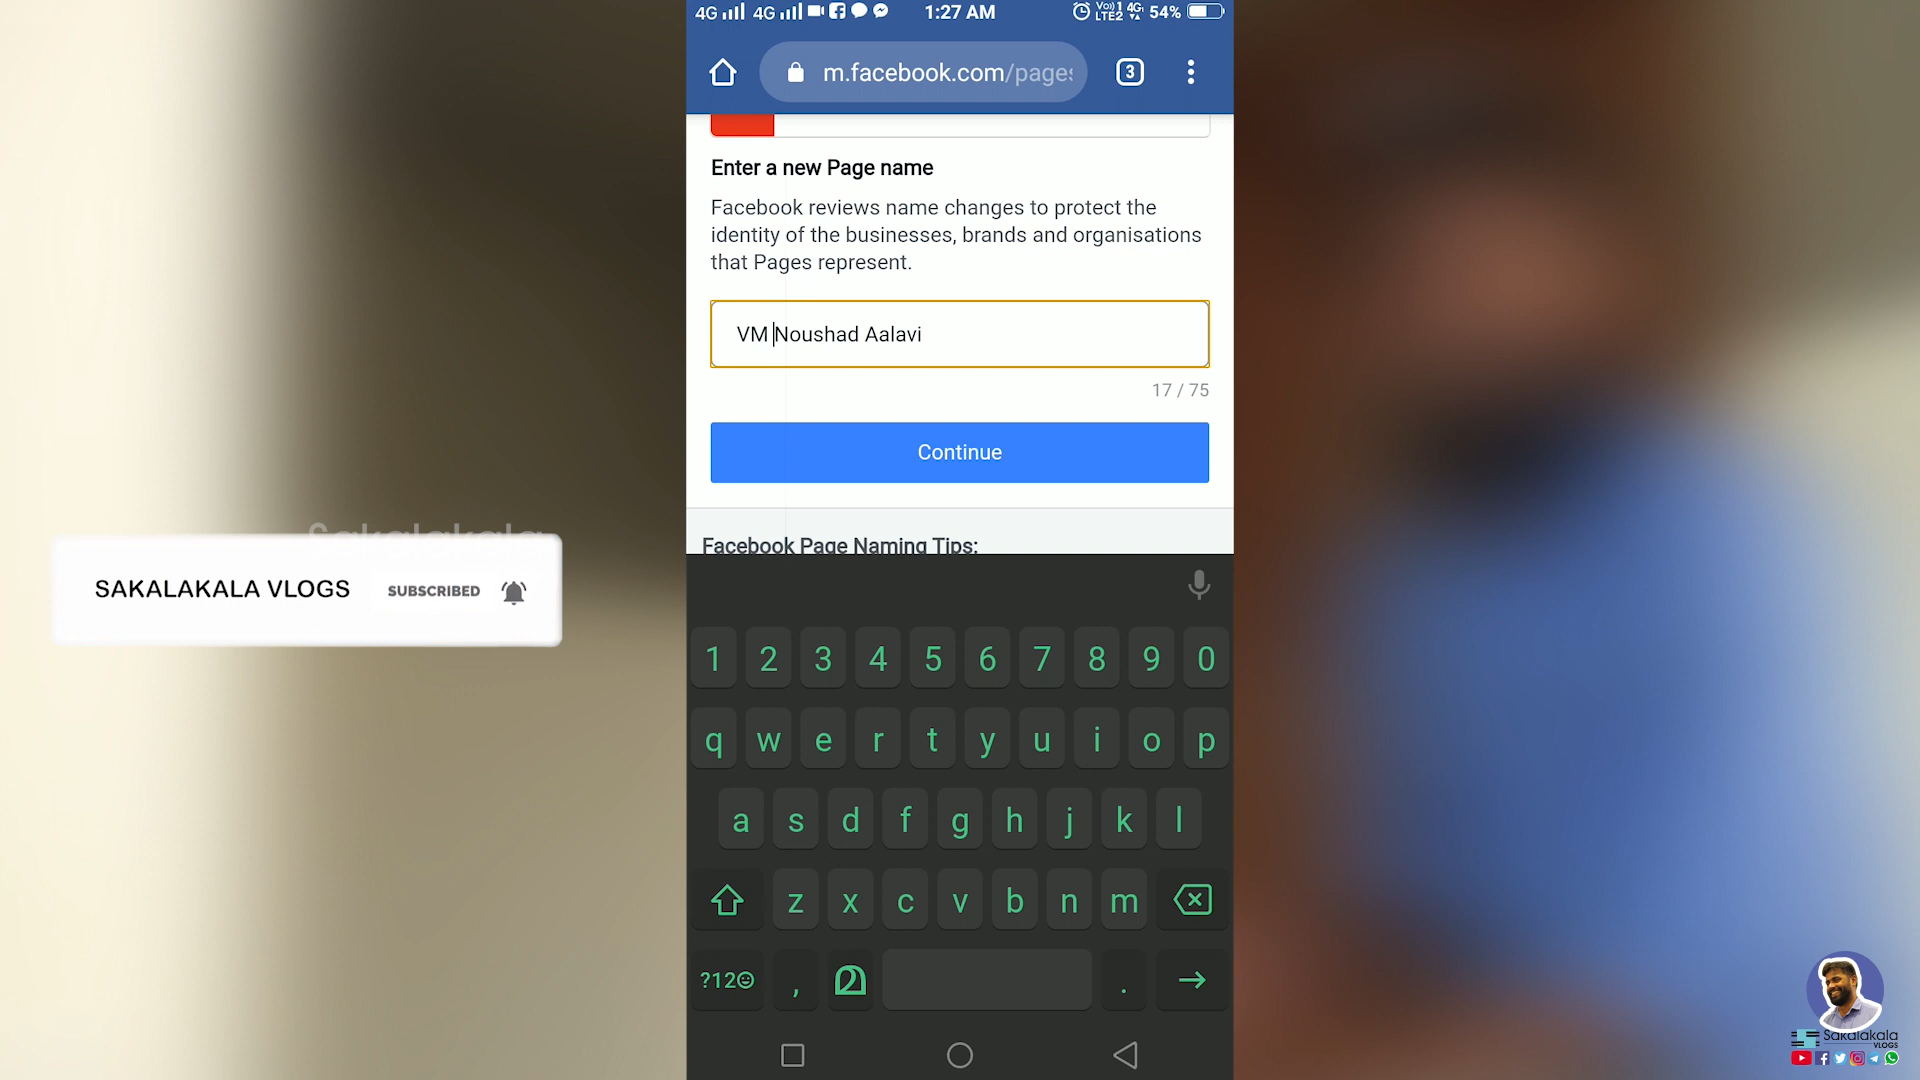 4G 4G 1:27 AM Vo) 1 4G LTE2 54%
m.facebook.com/pages
3
Enter a new Page name
Facebook reviews name changes to protect the
identity of the businesses, brands and organisations
that Pages represent.
VM Noushad Aalavi
17 / 75
Continue
Facebook Page Naming Tips:
Sakalakala
SAKALAKALA VLOGS SUBSCRIBED
1 2 3 4 5 6 7 8 9 0
q w e r t y u i o p
a s d f g h j k l
z x c v b n m
?12☺ , മ .
Sakalakala
VLOGS